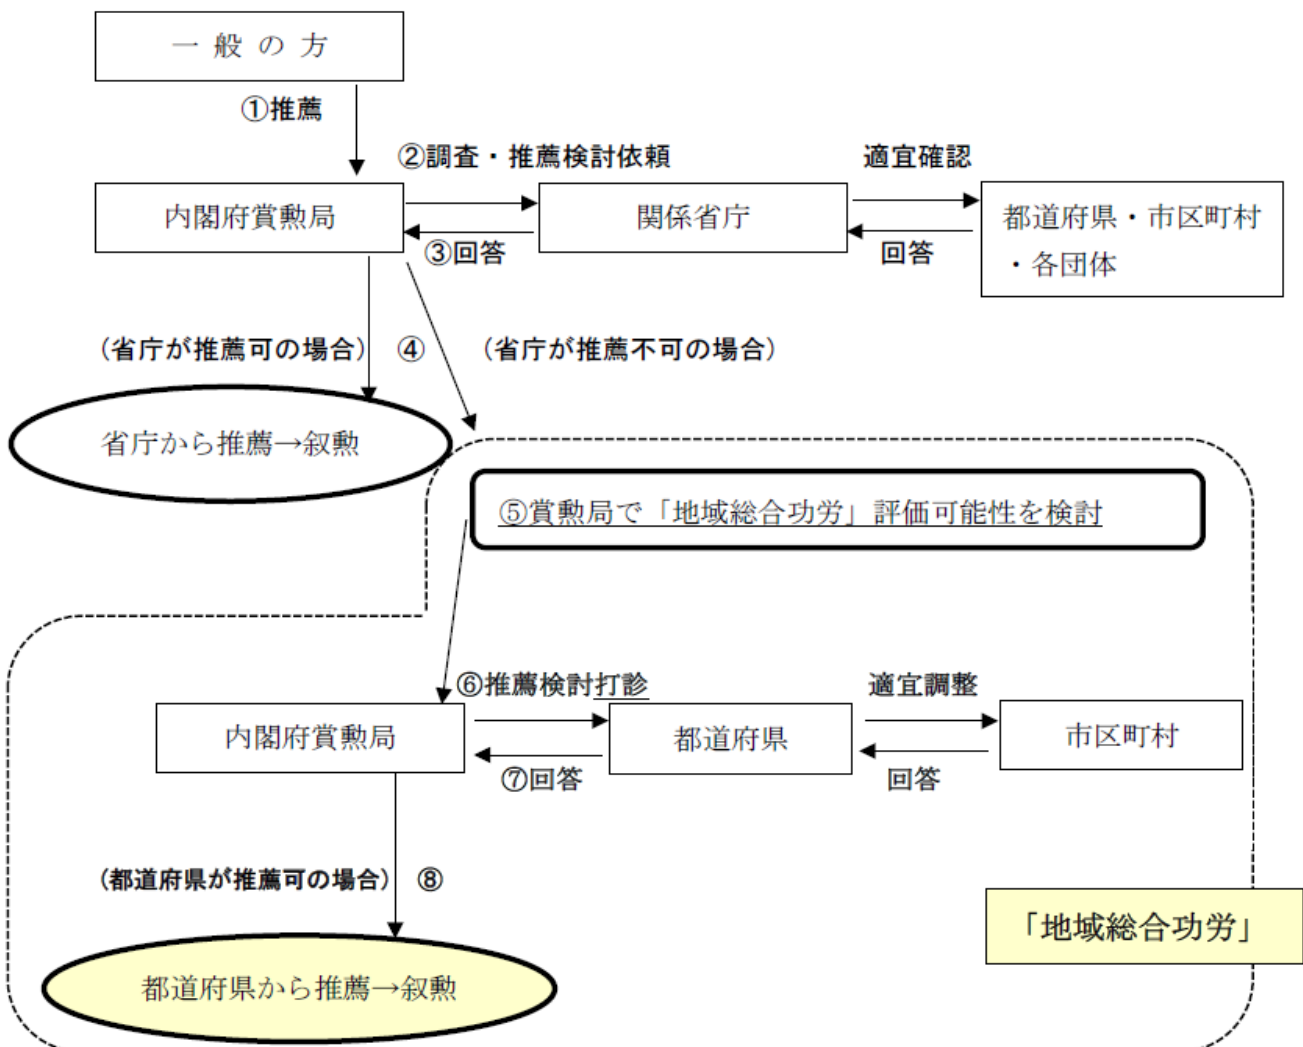 一 般 の 方
①推薦
②調査・推薦検討依頼
適宜確認
内閣府賞勲局
関係省庁
都道府県・市区町村
・各団体
③回答
回答
(省庁が推薦可の場合)
④
(省庁が推薦不可の場合)
省庁から推薦→叙勲
⑤賞勲局で「地域総合功労」評価可能性を検討
⑥推薦検討打診
適宜調整
内閣府賞勲局
都道府県
市区町村
⑦回答
回答
(都道府県が推薦可の場合)
⑧
「地域総合功労」
都道府県から推薦→叙勲